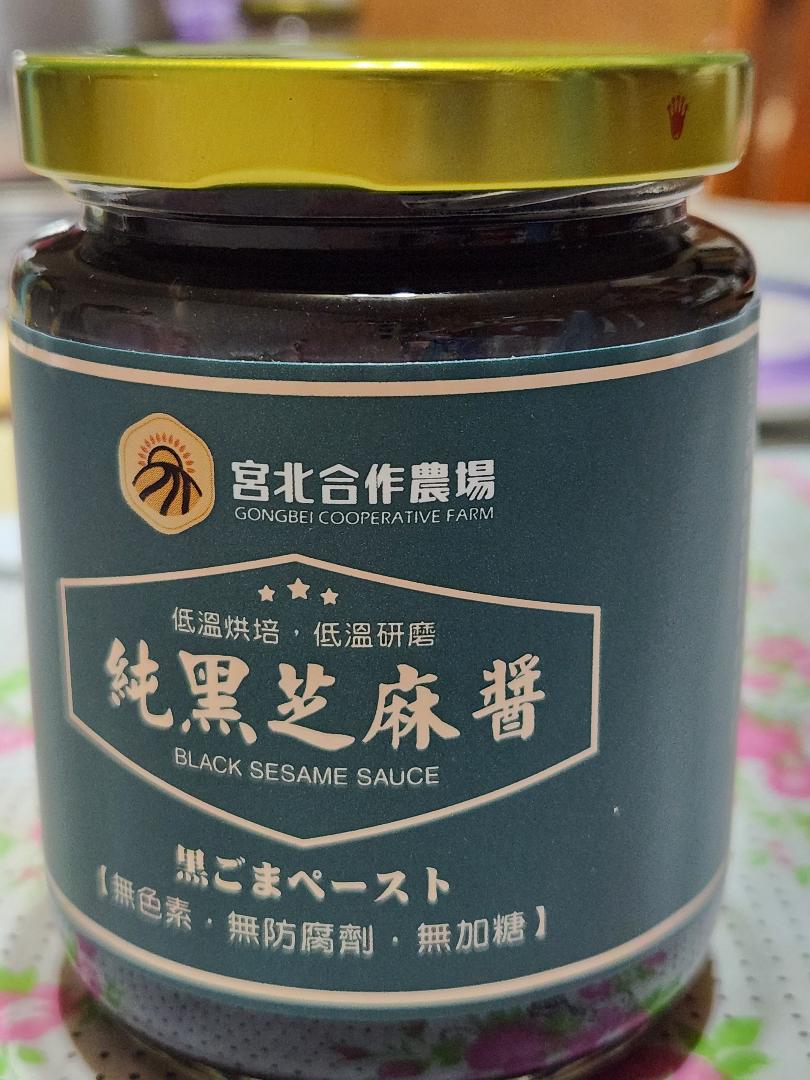 宮北合作農場
GONGBEI COOPERATIVE FARM
低溫烘培，低溫研磨
純黑芝麻醬
BLACK SESAME SAUCE
黒ごまペースト
【無色素·無防腐劑·無加糖】